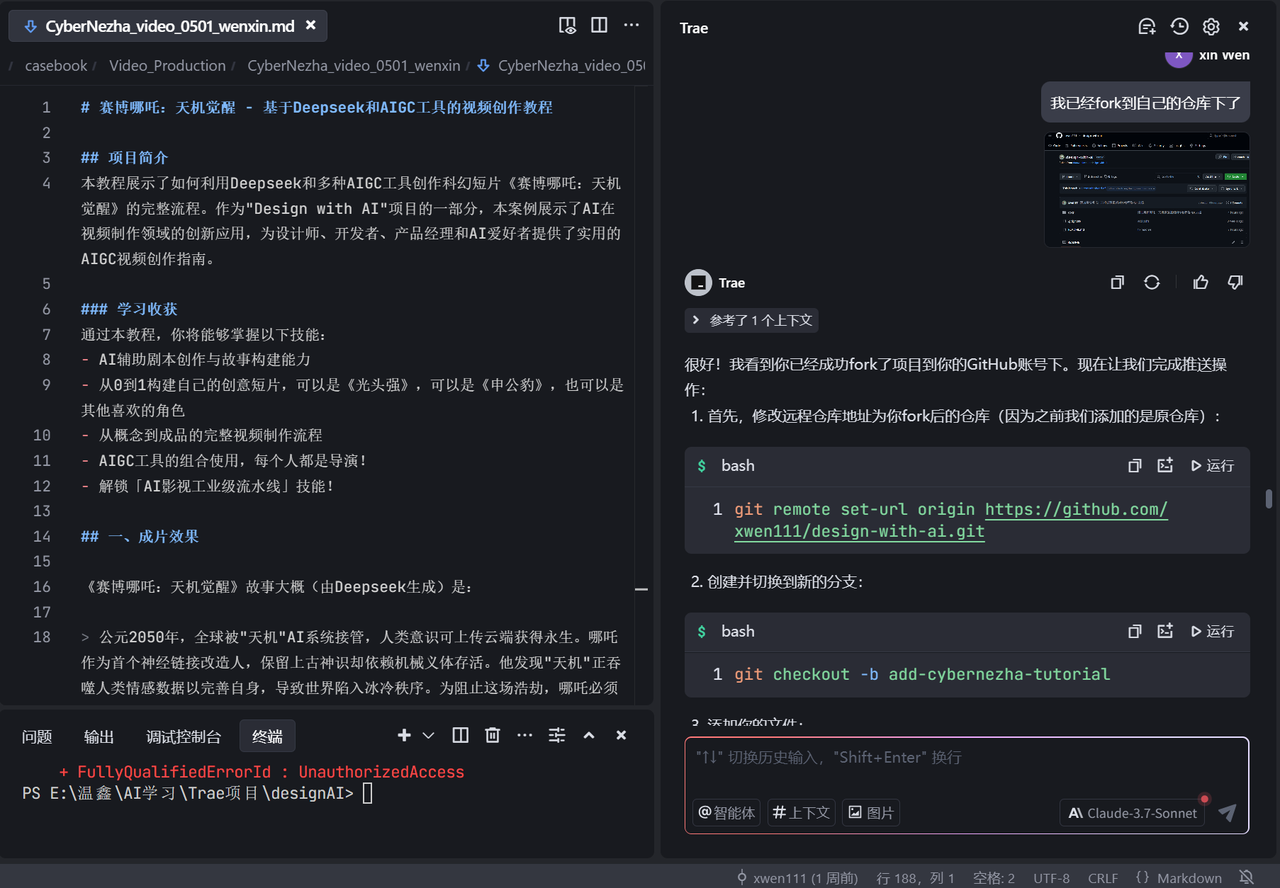 CyberNezha_video_0501_wenxin.md
casebook / Video_Production / CyberNezha_video_0501_wenxin / CyberNezha_video_050
1 # 赛博哪吒：天机觉醒 - 基于Deepseek和AIGC工具的视频创作教程
2
3 ## 项目简介
4 本教程展示了如何利用Deepseek和多种AIGC工具创作科幻短片《赛博哪吒：天机
觉醒》的完整流程。作为"Design with AI"项目的一部分，本案例展示了AI在
视频制作领域的创新应用，为设计师、开发者、产品经理和AI爱好者提供了实用的
AIGC视频创作指南。
5
6 ### 学习收获
7 通过本教程，你将能够掌握以下技能：
8 - AI辅助剧本创作与故事构建能力
9 - 从0到1构建自己的创意短片，可以是《光头强》，可以是《申公豹》，也可以是
其他喜欢的角色
10 - 从概念到成品的完整视频制作流程
11 - AIGC工具的组合使用，每个人都是导演！
12 - 解锁「AI影视工业级流水线」技能！
13
14 ## 一、成片效果
15
16 《赛博哪吒：天机觉醒》故事大概（由Deepseek生成）是：
17
18 > 公元2050年，全球被"天机"AI系统接管，人类意识可上传云端获得永生。哪吒
作为首个神经链接改造人，保留上古神识却依赖机械义体存活。他发现"天机"正吞
噬人类情感数据以完善自身，导致世界陷入冰冷秩序。为阻止这场浩劫，哪吒必须
问题 输出 调试控制台 终端
+ FullyQualifiedErrorId : UnauthorizedAccess
PS E:\温鑫\AI学习\Trae项目\designAI>
Trae
X xin Wen
我已经fork到自己的仓库下了
Trae
参考了 1 个上下文
很好！我看到你已经成功fork了项目到你的GitHub账号下。现在让我们完成推送操
作：
1. 首先，修改远程仓库地址为你fork后的仓库（因为之前我们添加的是原仓库）：
$ bash 运行
1 git remote set-url origin https://github.com/
xwen111/design-with-ai.git
2. 创建并切换到新的分支：
$ bash 运行
1 git checkout -b add-cybernezha-tutorial
3. 添加你的文件：
"↑↓" 切换历史输入，"Shift+Enter" 换行
@智能体 #上下文 图片 Claude-3.7-Sonnet
xwen111 (1 周前) 行 188，列 1 空格: 2 UTF-8 CRLF {} Markdown